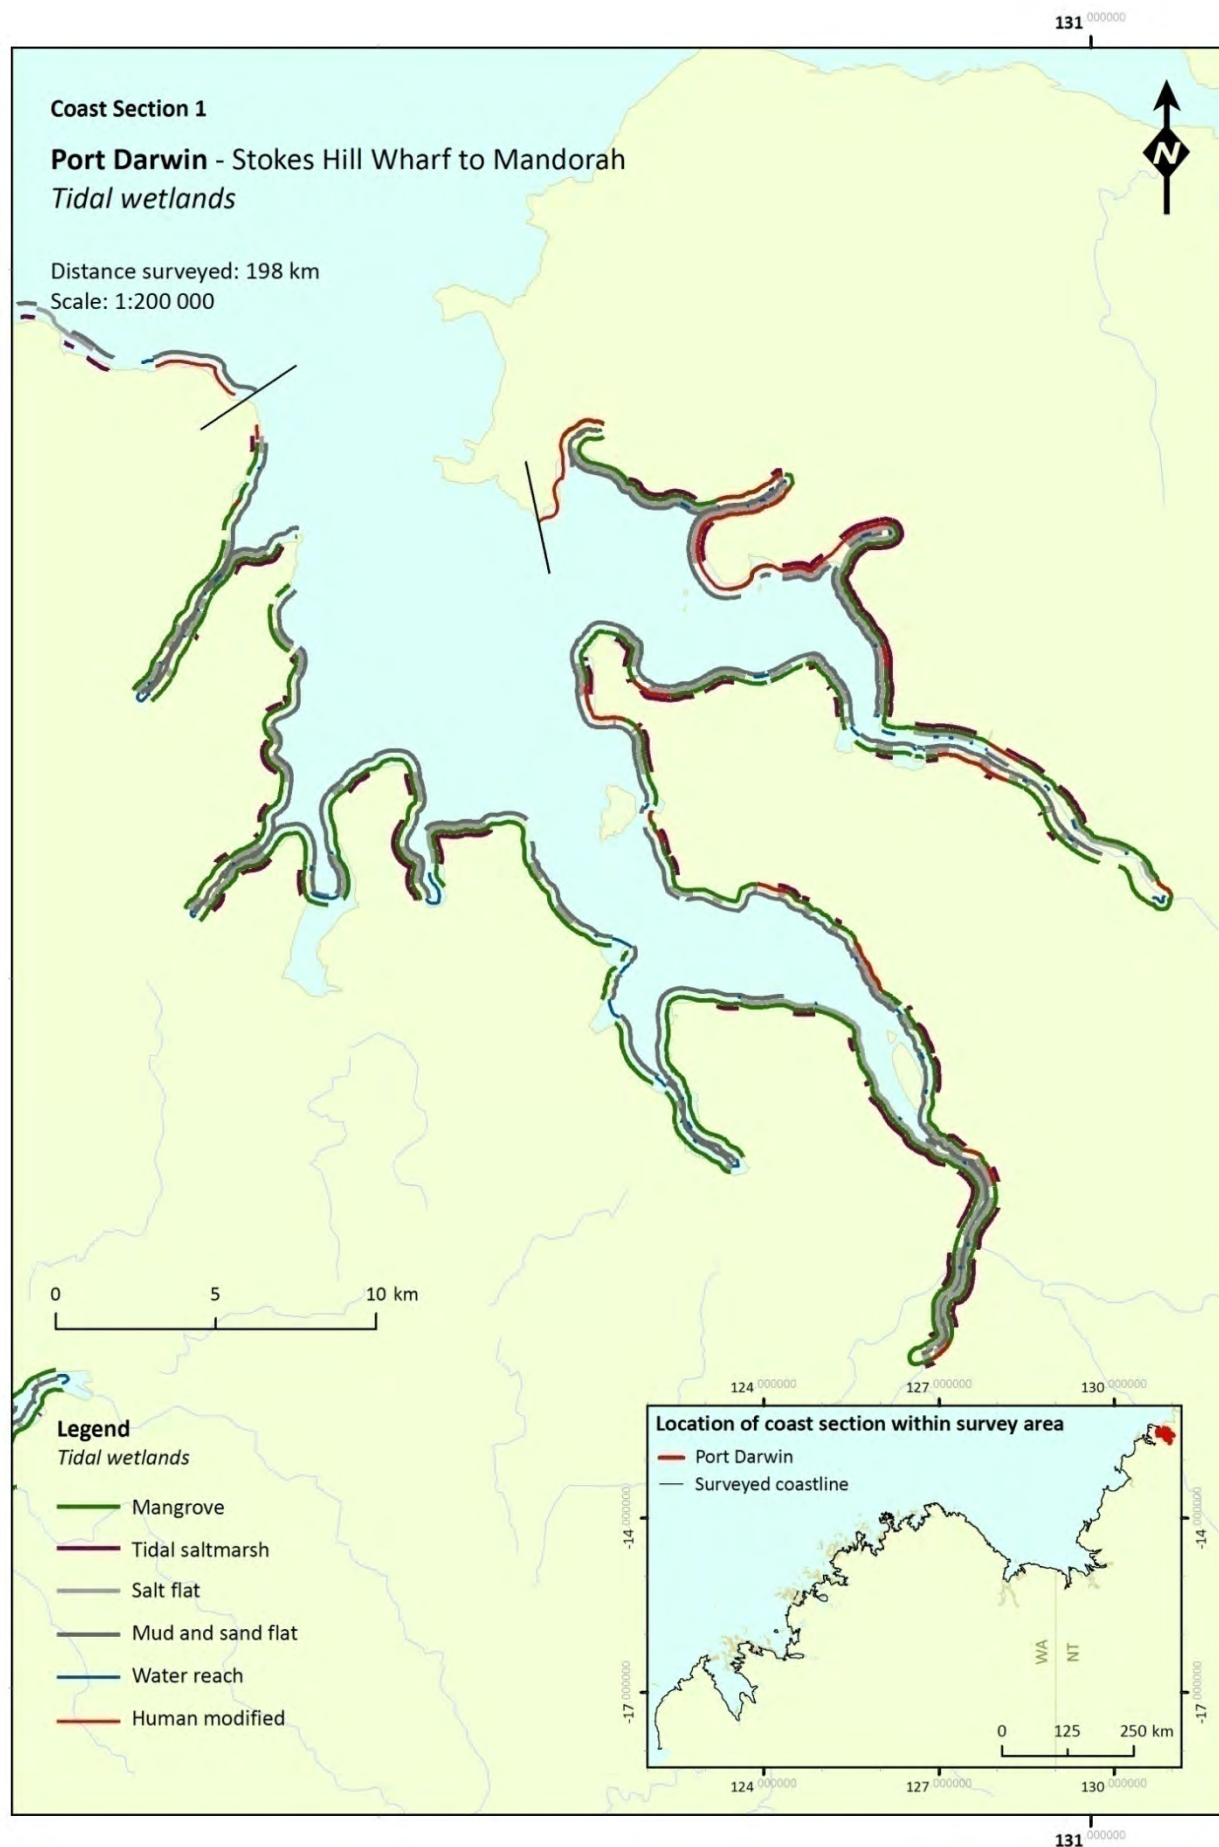 131 000000
Coast Section 1
Port Darwin - Stokes Hill Wharf to Mandorah
Tidal wetlands
Distance surveyed: 198 km
Scale: 1:200 000
N
0 5 10 km
Legend
Tidal wetlands
Mangrove
Tidal saltmarsh
Salt flat
Mud and sand flat
Water reach
Human modified
124 000000 127 000000 130 000000
Location of coast section within survey area
Port Darwin
Surveyed coastline
-14 000000
-14 000000
WA
NT
-17 000000
-17 000000
0 125 250 km
124 000000 127 000000 130 000000
131 000000